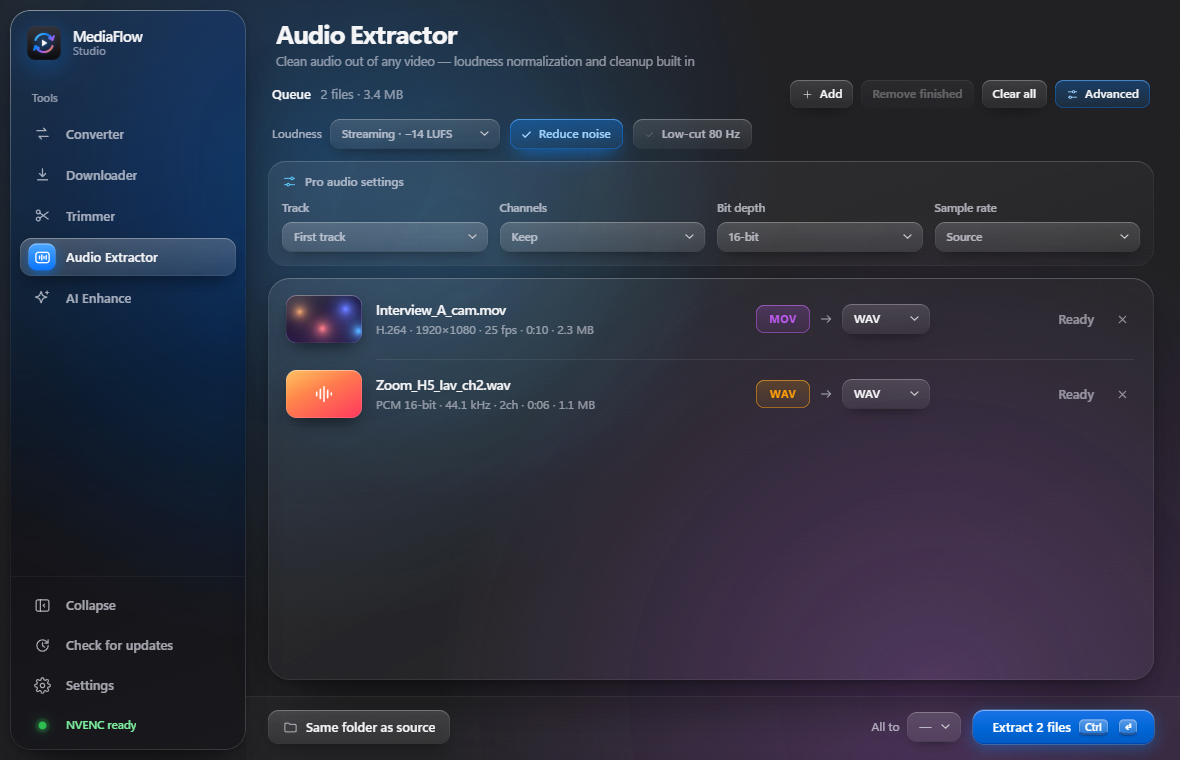 MediaFlow
Studio
Tools
Converter
Downloader
Trimmer
Audio Extractor
AI Enhance
Collapse
Check for updates
Settings
NVENC ready
Audio Extractor
Clean audio out of any video — loudness normalization and cleanup built in
Queue 2 files · 3.4 MB
Add Remove finished Clear all Advanced
Loudness Streaming · −14 LUFS Reduce noise Low-cut 80 Hz
Pro audio settings
Track Channels Bit depth Sample rate
First track Keep 16-bit Source
Interview_A_cam.mov
H.264 · 1920×1080 · 25 fps · 0:10 · 2.3 MB
MOV → WAV Ready
Zoom_H5_lav_ch2.wav
PCM 16-bit · 44.1 kHz · 2ch · 0:06 · 1.1 MB
WAV → WAV Ready
Same folder as source
All to — Extract 2 files Ctrl ⏎